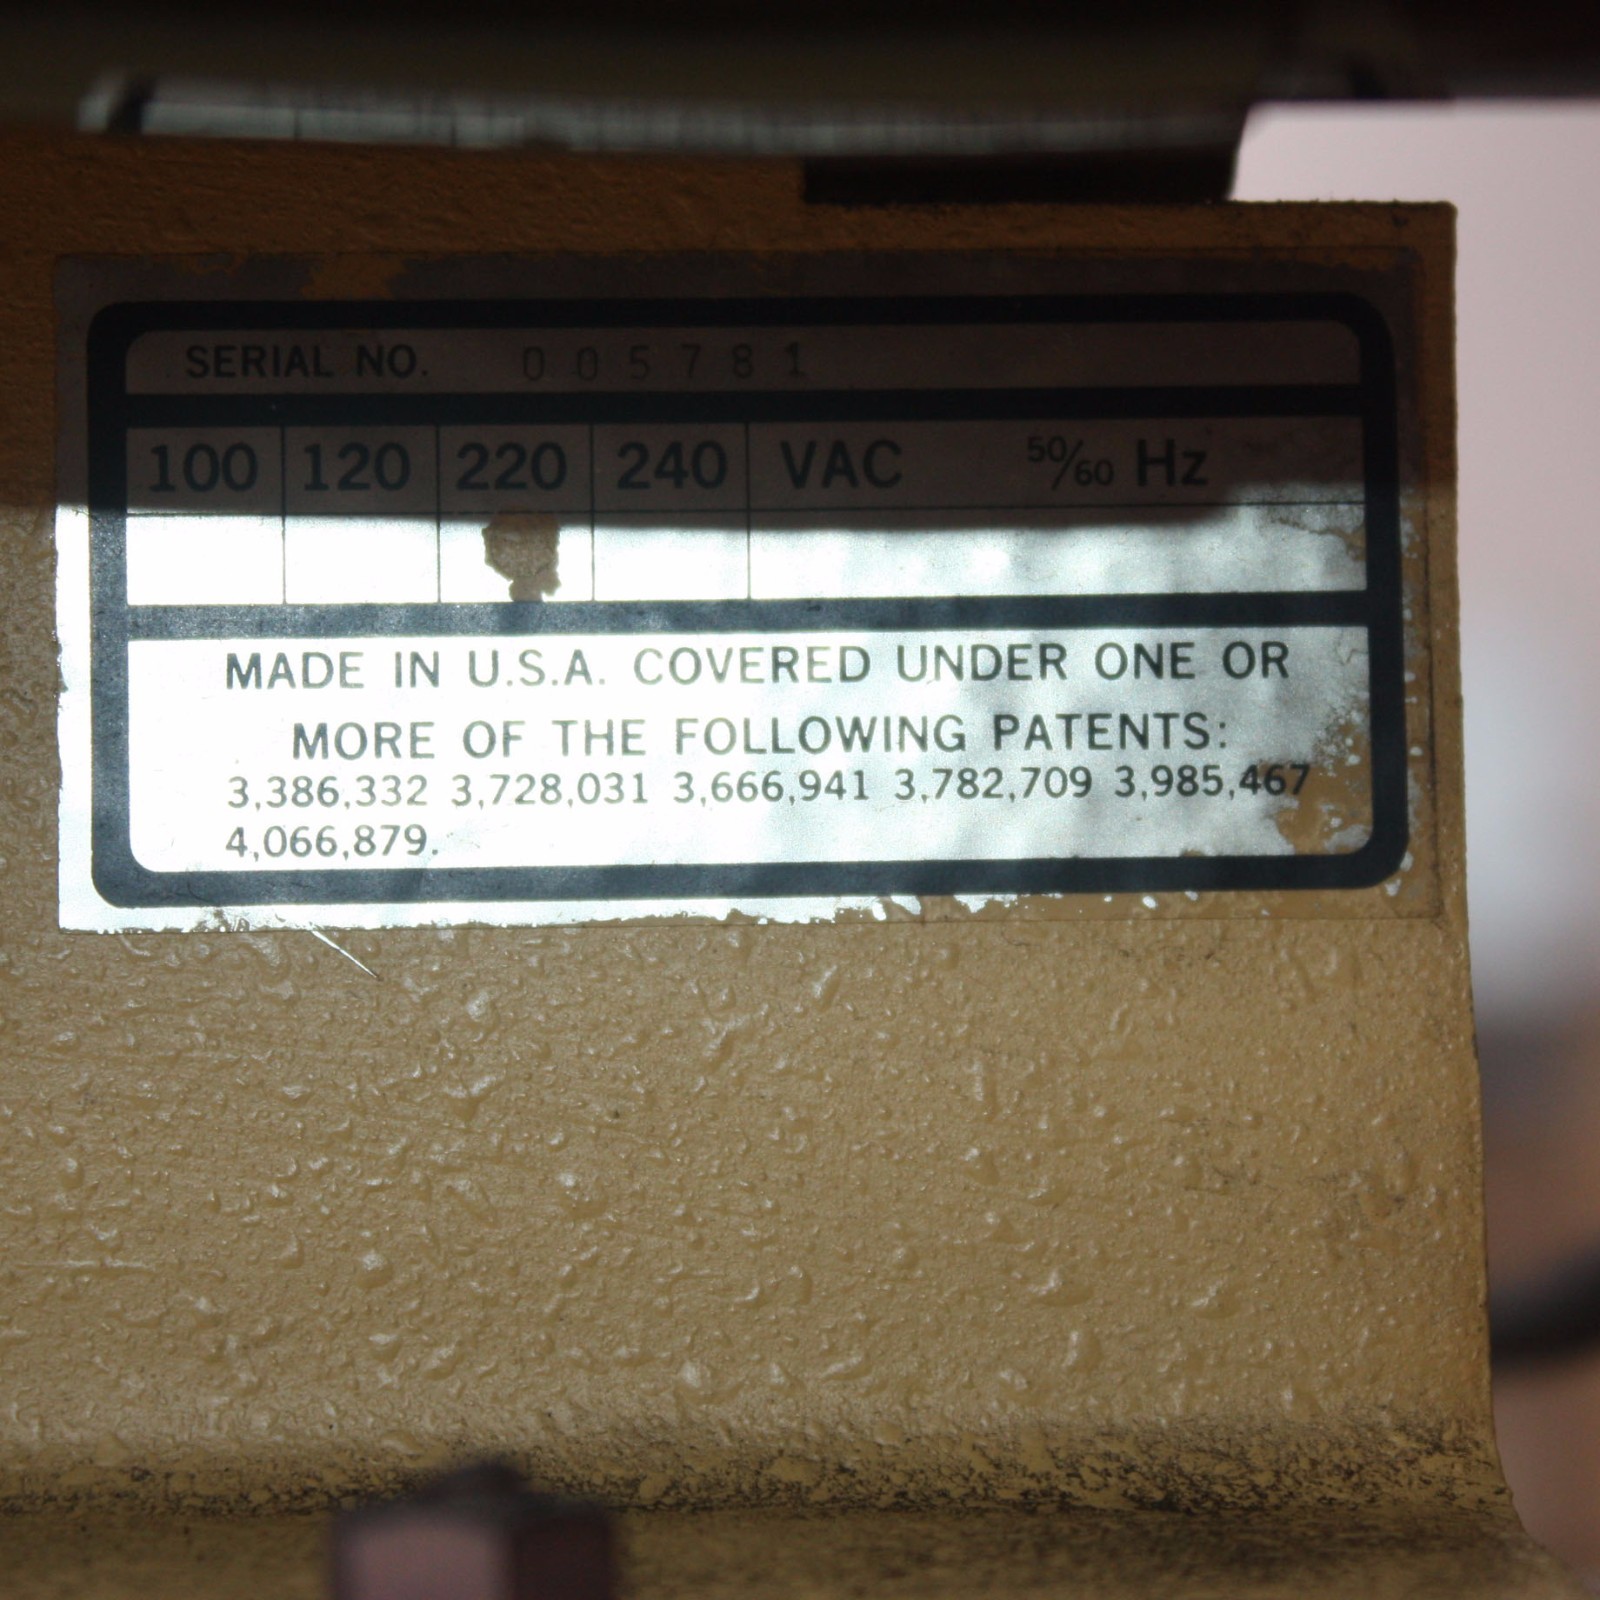 SERIAL NO. 005781
100 120 220 240 VAC 50/60 Hz
MADE IN U.S.A. COVERED UNDER ONE OR
MORE OF THE FOLLOWING PATENTS:
3,386,332 3,728,031 3,666,941 3,782,709 3,985,467
4,066,879.